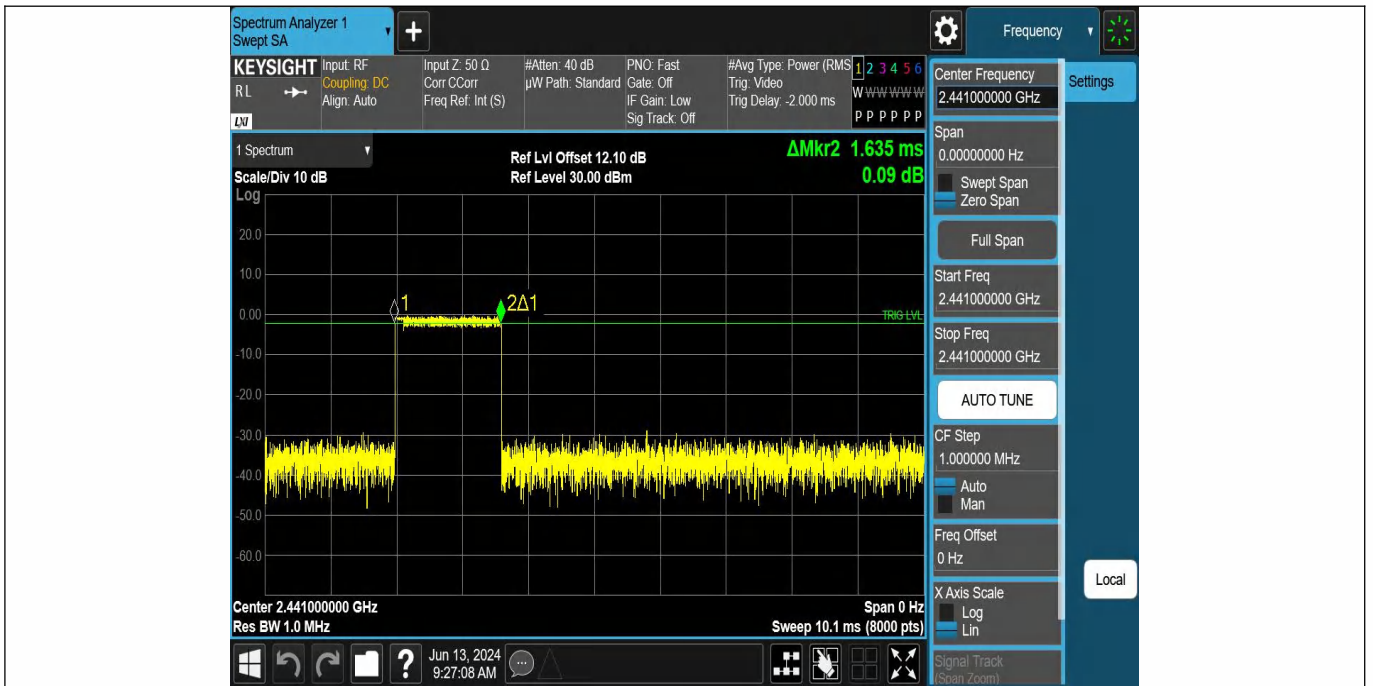 Spectrum Analyzer 1
Swept SA
+
Frequency
KEYSIGHT
RL
LXI
Input: RF
Coupling: DC
Align: Auto
Input Z: 50 Ω
Corr CCorr
Freq Ref: Int (S)
#Atten: 40 dB
µW Path: Standard
PNO: Fast
Gate: Off
IF Gain: Low
Sig Track: Off
#Avg Type: Power (RMS
Trig: Video
Trig Delay: -2.000 ms
1 2 3 4 5 6
W W W W W W
P P P P P P
1 Spectrum
Scale/Div 10 dB
Log
Ref Lvl Offset 12.10 dB
Ref Level 30.00 dBm
ΔMkr2 1.635 ms
0.09 dB
20.0
10.0
0.00
-10.0
-20.0
-30.0
-40.0
-50.0
-60.0
1
2Δ1
TRIG LVL
Center 2.441000000 GHz
Res BW 1.0 MHz
Span 0 Hz
Sweep 10.1 ms (8000 pts)
Center Frequency
2.441000000 GHz
Settings
Span
0.00000000 Hz
Swept Span
Zero Span
Full Span
Start Freq
2.441000000 GHz
Stop Freq
2.441000000 GHz
AUTO TUNE
CF Step
1.000000 MHz
Auto
Man
Freq Offset
0 Hz
X Axis Scale
Log
Lin
Local
Signal Track
(Span Zoom)
?
Jun 13, 2024
9:27:08 AM